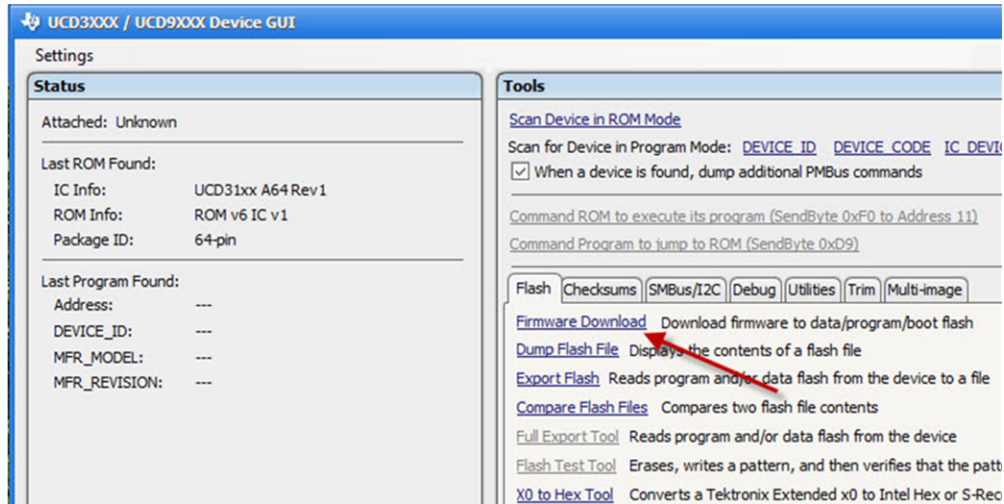 UCD3XXX / UCD9XXX Device GUI
Settings
Status
Attached: Unknown
Last ROM Found:
IC Info: UCD31xx A64 Rev1
ROM Info: ROM v6 IC v1
Package ID: 64-pin
Last Program Found:
Address: ---
DEVICE_ID: ---
MFR_MODEL: ---
MFR_REVISION: ---
Tools
Scan Device in ROM Mode
Scan for Device in Program Mode: DEVICE_ID DEVICE_CODE IC_DEVI
When a device is found, dump additional PMBus commands
Command ROM to execute its program (SendByte 0xF0 to Address 11)
Command Program to jump to ROM (SendByte 0xD9)
Flash Checksums SMBus/I2C Debug Utilities Trim Multi-image
Firmware Download Download firmware to data/program/boot flash
Dump Flash File Displays the contents of a flash file
Export Flash Reads program and/or data flash from the device to a file
Compare Flash Files Compares two flash file contents
Full Export Tool Reads program and/or data flash from the device
Flash Test Tool Erases, writes a pattern, and then verifies that the patt
X0 to Hex Tool Converts a Tektronix Extended x0 to Intel Hex or S-Rec